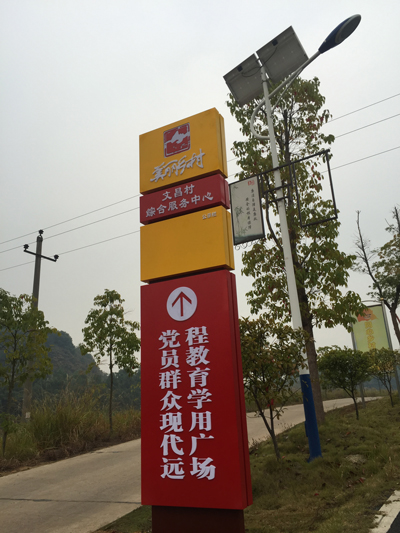 美丽乡村
文昌村
综合服务中心
党员群众现代远
程教育学用广场